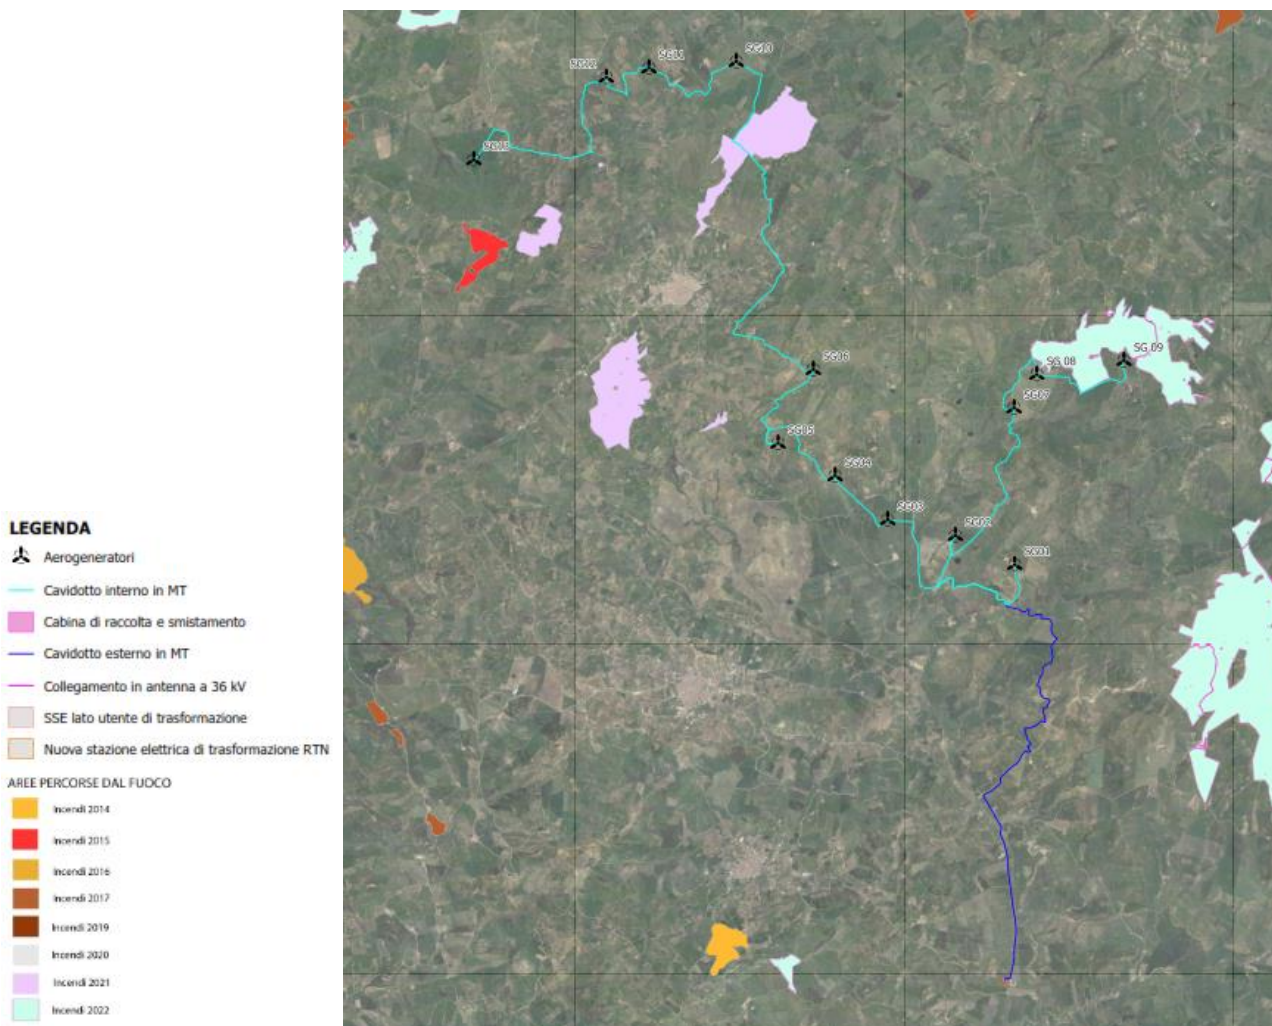 SG12
SG11
SG10
SG13
SG06
SG 08
SG 09
SG07
SG05
SG04
SG03
SG02
SG01
LEGENDA
Aerogeneratori
Cavidotto interno in MT
Cabina di raccolta e smistamento
Cavidotto esterno in MT
Collegamento in antenna a 36 kV
SSE lato utente di trasformazione
Nuova stazione elettrica di trasformazione RTN
AREE PERCORSE DAL FUOCO
Incendi 2014
Incendi 2015
Incendi 2016
Incendi 2017
Incendi 2019
Incendi 2020
Incendi 2021
Incendi 2022